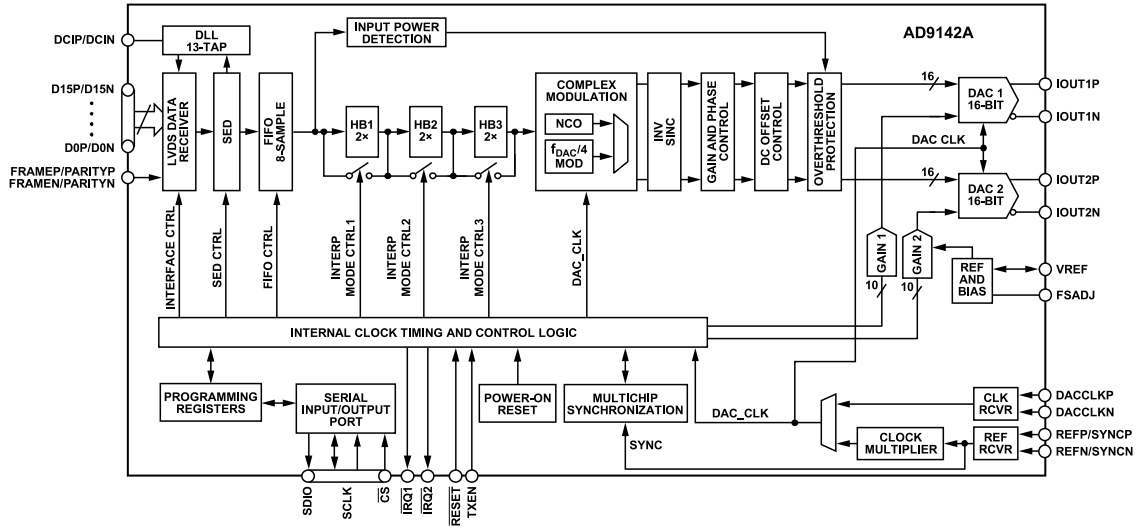 AD9142A
DCIP/DCIN
DLL
13-TAP
INPUT POWER
DETECTION
D15P/D15N
D0P/D0N
FRAMEP/PARITYP
FRAMEN/PARITYN
LVDS DATA
RECEIVER
SED
FIFO
8-SAMPLE
HB1
2×
HB2
2×
HB3
2×
COMPLEX
MODULATION
NCO
fDAC/4
MOD
INV
SINC
GAIN AND PHASE
CONTROL
DC OFFSET
CONTROL
OVERTHRESHOLD
PROTECTION
16
DAC 1
16-BIT
IOUT1P
IOUT1N
DAC CLK
16
DAC 2
16-BIT
IOUT2P
IOUT2N
INTERFACE CTRL
SED CTRL
FIFO CTRL
INTERP
MODE CTRL1
INTERP
MODE CTRL2
INTERP
MODE CTRL3
DAC_CLK
GAIN 1
10
GAIN 2
10
REF
AND
BIAS
VREF
FSADJ
INTERNAL CLOCK TIMING AND CONTROL LOGIC
PROGRAMMING
REGISTERS
SERIAL
INPUT/OUTPUT
PORT
POWER-ON
RESET
MULTICHIP
SYNCHRONIZATION
DAC_CLK
SYNC
CLOCK
MULTIPLIER
CLK
RCVR
REF
RCVR
DACCLKP
DACCLKN
REFP/SYNCP
REFN/SYNCN
SDIO
SCLK
CS
IRQ1
IRQ2
RESET
TXEN